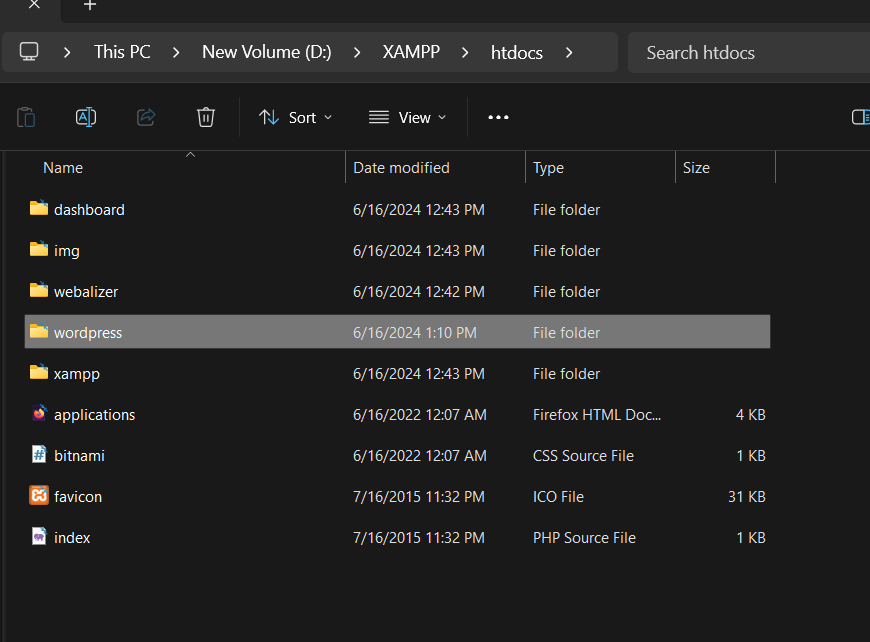 This PC > New Volume (D:) > XAMPP > htdocs > Search htdocs
Sort View
Name Date modified Type Size
dashboard 6/16/2024 12:43 PM File folder
img 6/16/2024 12:43 PM File folder
webalizer 6/16/2024 12:42 PM File folder
wordpress 6/16/2024 1:10 PM File folder
xampp 6/16/2024 12:43 PM File folder
applications 6/16/2022 12:07 AM Firefox HTML Doc... 4 KB
bitnami 6/16/2022 12:07 AM CSS Source File 1 KB
favicon 7/16/2015 11:32 PM ICO File 31 KB
index 7/16/2015 11:32 PM PHP Source File 1 KB